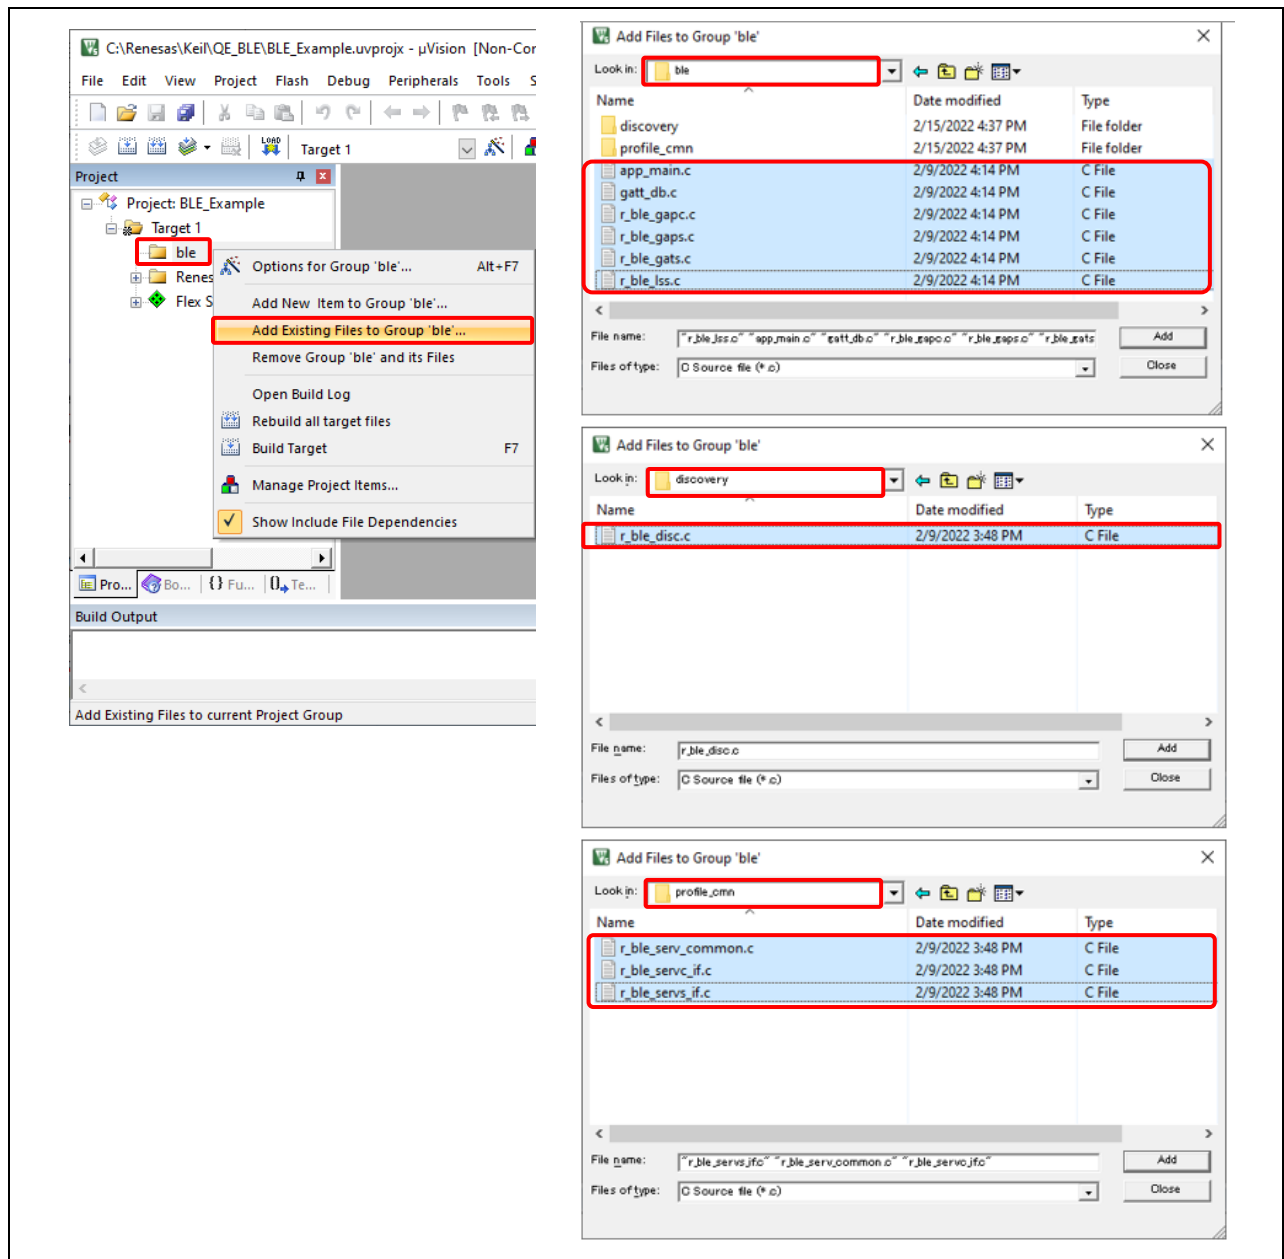 C:\Renesas\Keil\QE_BLE\BLE_Example.uvprojx - µVision [Non-Cor
File Edit View Project Flash Debug Peripherals Tools S
LOAD
Target 1
Project
Project: BLE_Example
Target 1
ble
Renes
Flex S
Options for Group 'ble'... Alt+F7
Add New Item to Group 'ble'...
Add Existing Files to Group 'ble'...
Remove Group 'ble' and its Files
Open Build Log
Rebuild all target files
Build Target F7
Manage Project Items...
Show Include File Dependencies
Pro... Bo... {} Fu... Te...
Build Output
Add Existing Files to current Project Group
Add Files to Group 'ble'
Look in: ble
Name Date modified Type
discovery 2/15/2022 4:37 PM File folder
profile_cmn 2/15/2022 4:37 PM File folder
app_main.c 2/9/2022 4:14 PM C File
gatt_db.c 2/9/2022 4:14 PM C File
r_ble_gapc.c 2/9/2022 4:14 PM C File
r_ble_gaps.c 2/9/2022 4:14 PM C File
r_ble_gats.c 2/9/2022 4:14 PM C File
r_ble_lss.c 2/9/2022 4:14 PM C File
File name: "r_ble_lss.c" "app_main.c" "gatt_db.c" "r_ble_gapc.c" "r_ble_gaps.c" "r_ble_gats Add
Files of type: C Source file (*.c) Close
Add Files to Group 'ble'
Look in: discovery
Name Date modified Type
r_ble_disc.c 2/9/2022 3:48 PM C File
File name: r_ble_disc.c Add
Files of type: C Source file (*.c) Close
Add Files to Group 'ble'
Look in: profile_cmn
Name Date modified Type
r_ble_serv_common.c 2/9/2022 3:48 PM C File
r_ble_servc_if.c 2/9/2022 3:48 PM C File
r_ble_servs_if.c 2/9/2022 3:48 PM C File
File name: "r_ble_servs_if.c" "r_ble_serv_common.c" "r_ble_servc_if.c" Add
Files of type: C Source file (*.c) Close